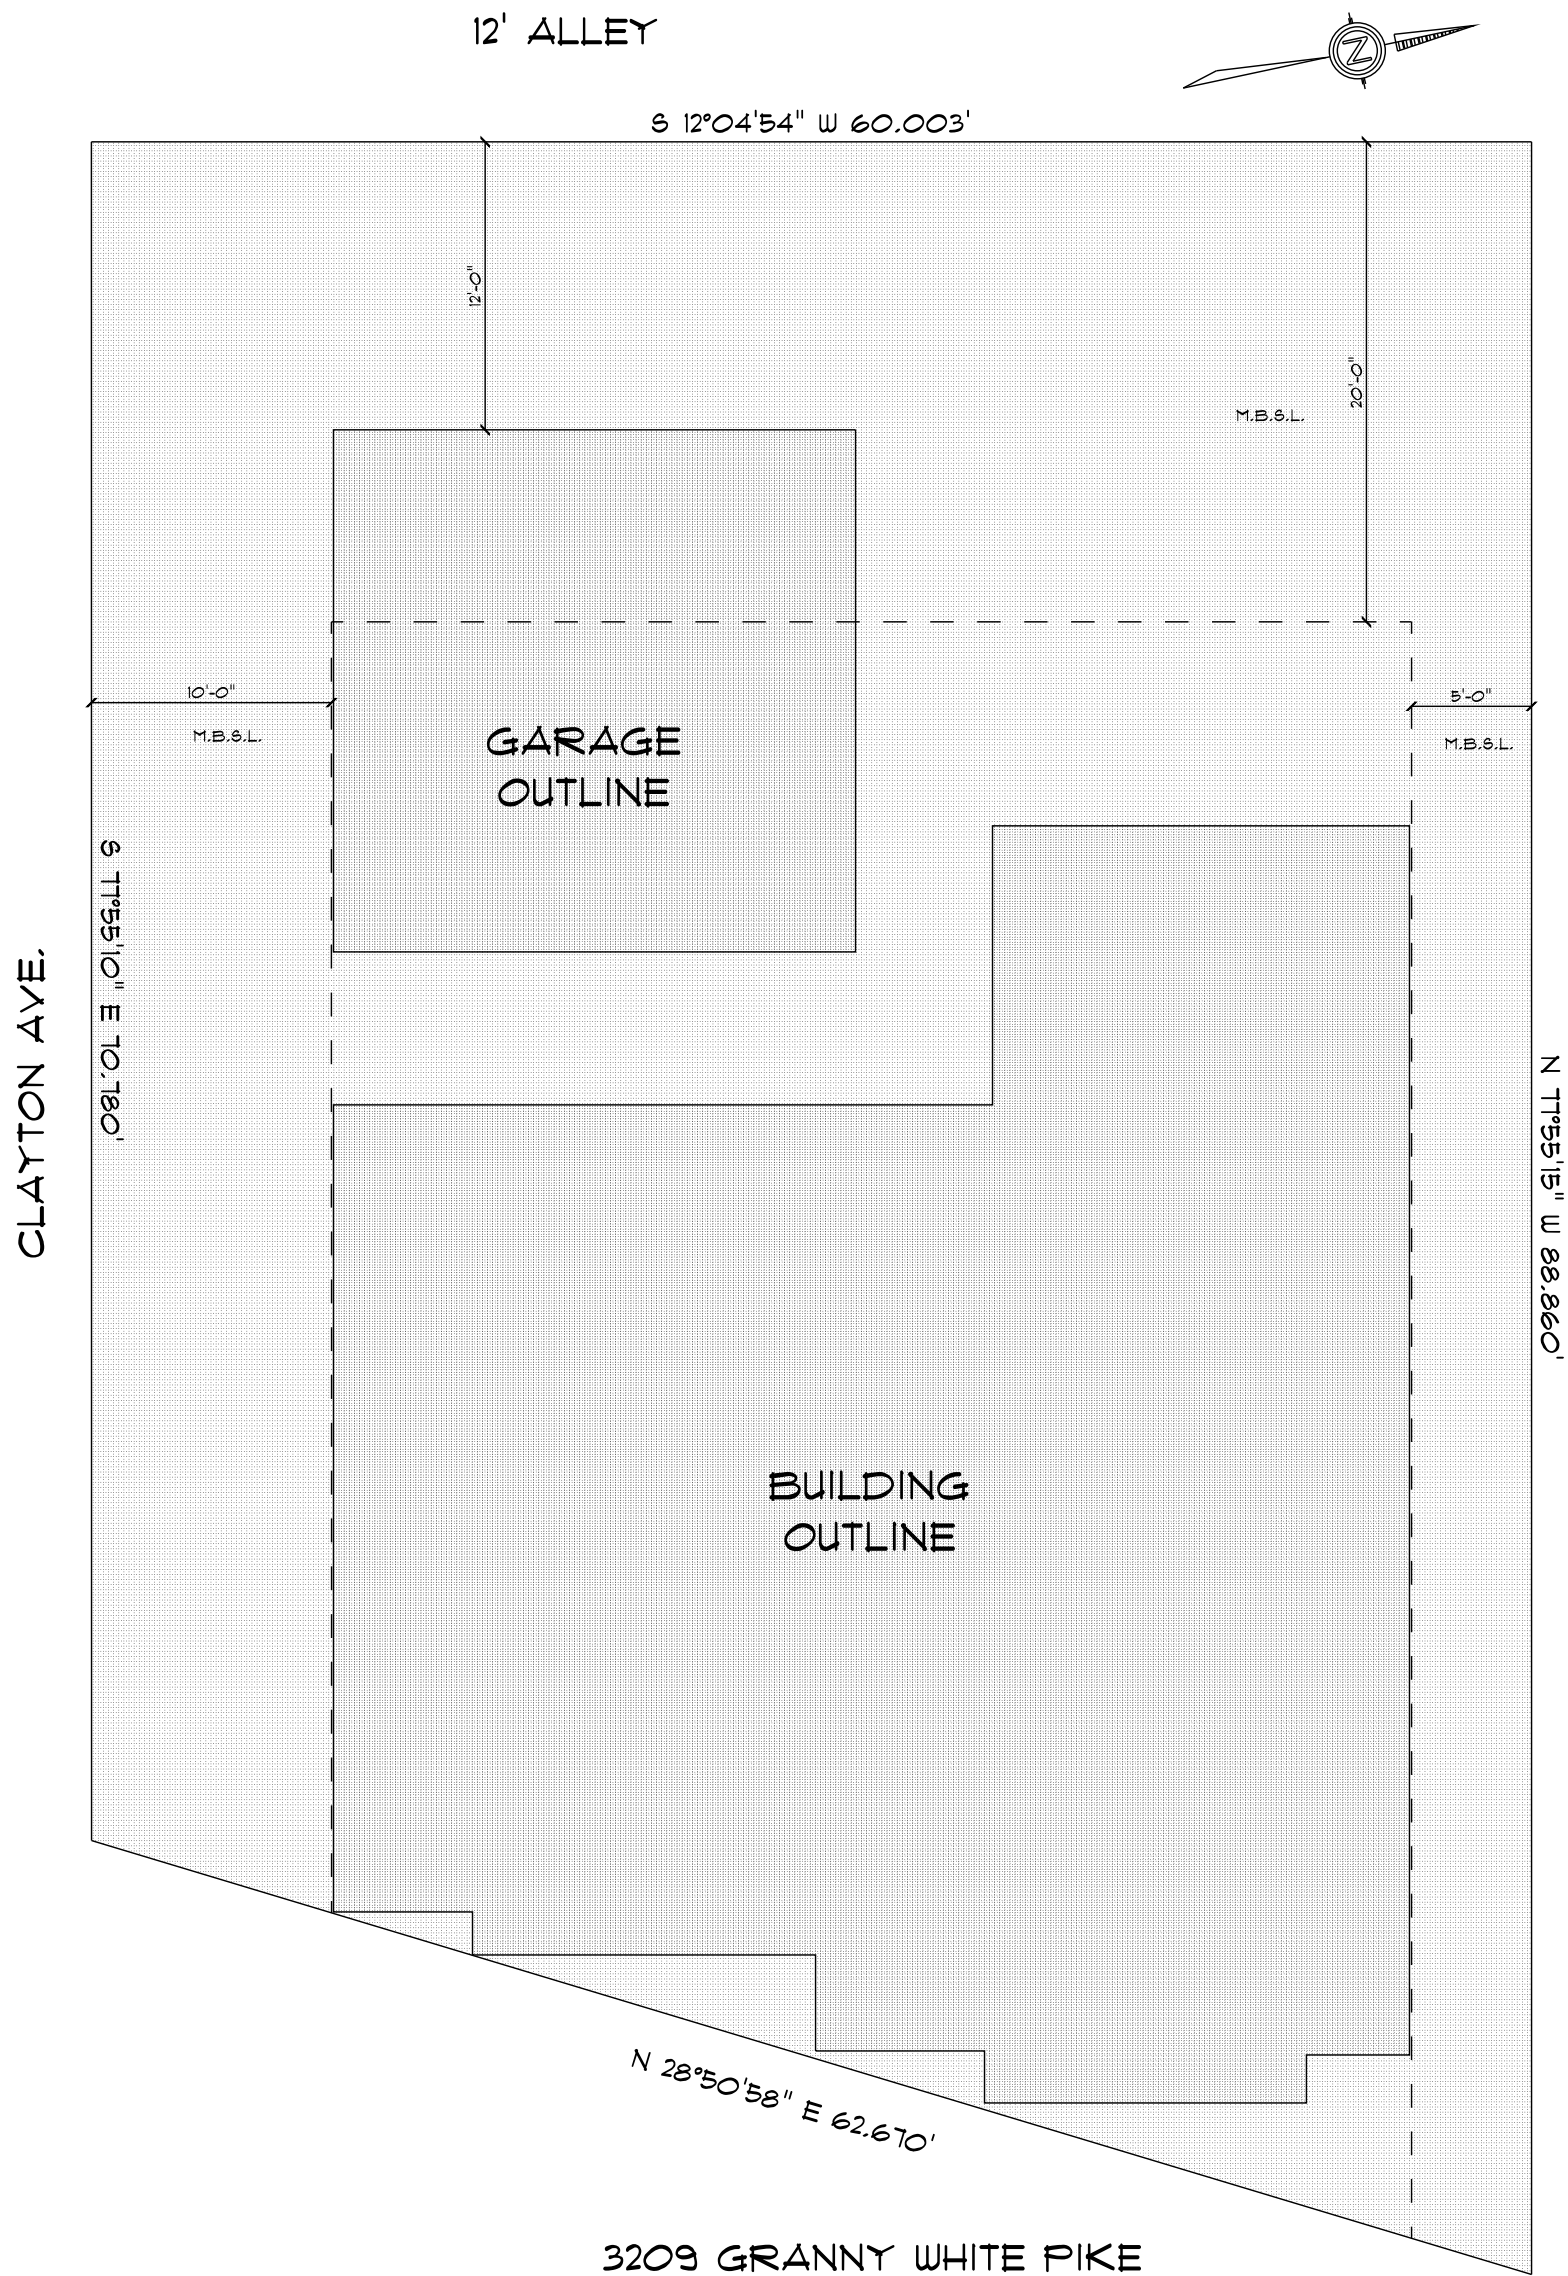 12' ALLEY
N
S 12°04'54" W 60.003'
12'-0"
20'-0"
M.B.S.L.
10'-0"
M.B.S.L.
5'-0"
M.B.S.L.
GARAGE
OUTLINE
S 77°55'10" E 70.780'
CLAYTON AVE.
N 77°55'15" W 88.860'
BUILDING
OUTLINE
N 28°50'58" E 62.670'
3209 GRANNY WHITE PIKE